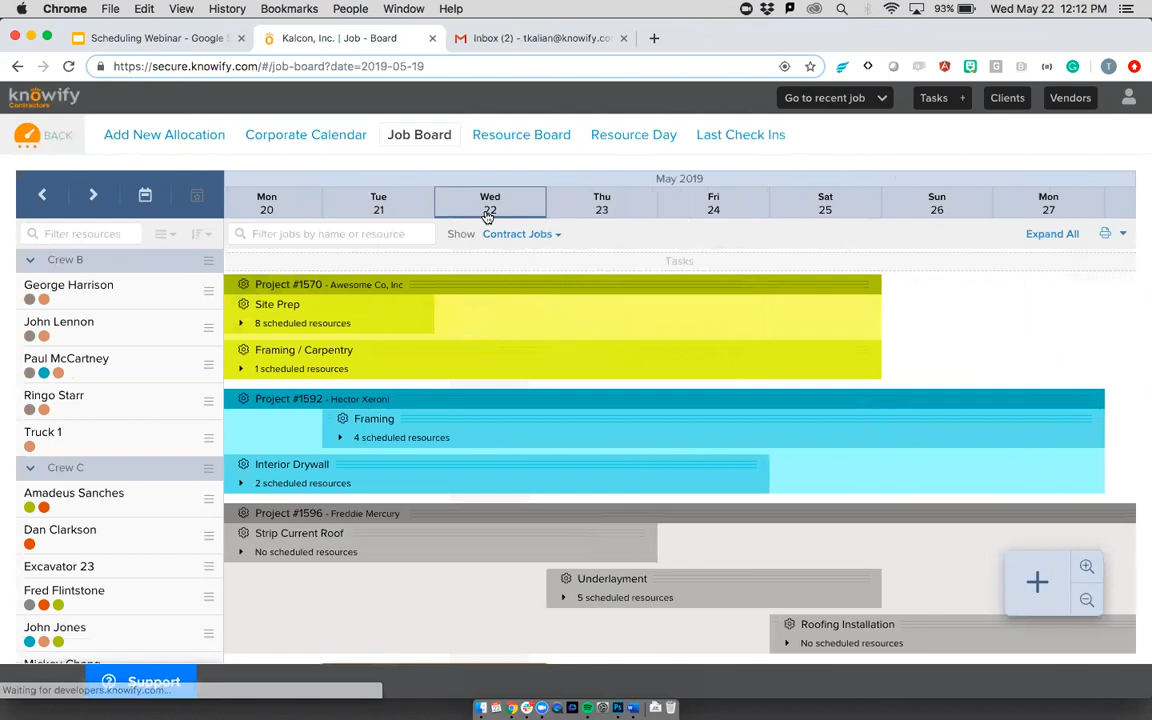 Chrome File Edit View History Bookmarks People Window Help 93% Wed May 22 12:12 PM
Scheduling Webinar - Google S Kalcon, Inc. | Job - Board Inbox (2) - tkalian@knowify.co
https://secure.knowify.com/#/job-board?date=2019-05-19 T
knowify
Contractors
Go to recent job Tasks + Clients Vendors
BACK Add New Allocation Corporate Calendar Job Board Resource Board Resource Day Last Check Ins
May 2019
Mon Tue Wed Thu Fri Sat Sun Mon
20 21 22 23 24 25 26 27
Filter resources Filter jobs by name or resource Show Contract Jobs Expand All
Crew B Tasks
George Harrison Project #1570 - Awesome Co, Inc
Site Prep
John Lennon 8 scheduled resources
Paul McCartney Framing / Carpentry
1 scheduled resources
Ringo Starr Project #1592 - Hector Xeroni
Framing
Truck 1 4 scheduled resources
Crew C Interior Drywall
2 scheduled resources
Amadeus Sanches Project #1596 - Freddie Mercury
Dan Clarkson Strip Current Roof
No scheduled resources
Excavator 23 Underlayment
Fred Flintstone 5 scheduled resources
John Jones Roofing Installation
No scheduled resources
Support
Waiting for developers.knowify.com...